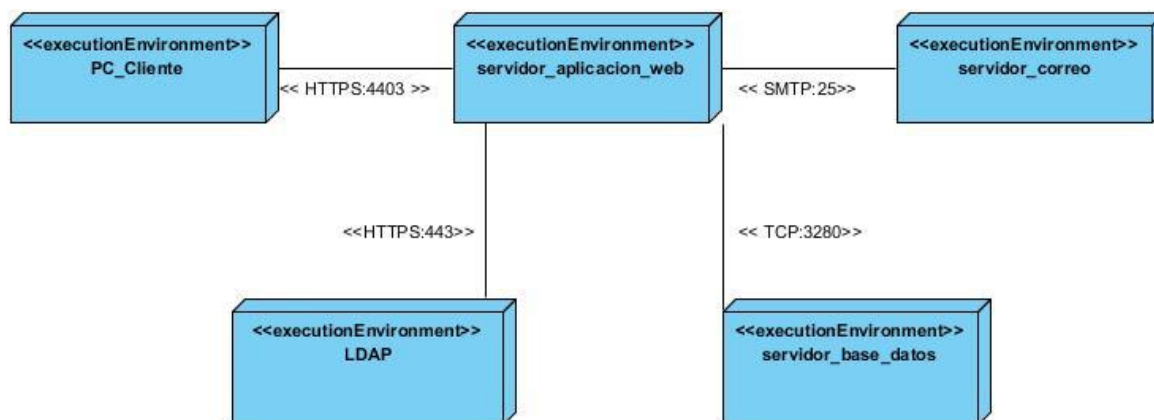 <<executionEnvironment>>
PC_Cliente
<< HTTPS:4403 >>
<<executionEnvironment>>
servidor_aplicacion_web
<< SMTP:25>>
<<executionEnvironment>>
servidor_correo
<<HTTPS:443>>
<< TCP:3280>>
<<executionEnvironment>>
LDAP
<<executionEnvironment>>
servidor_base_datos